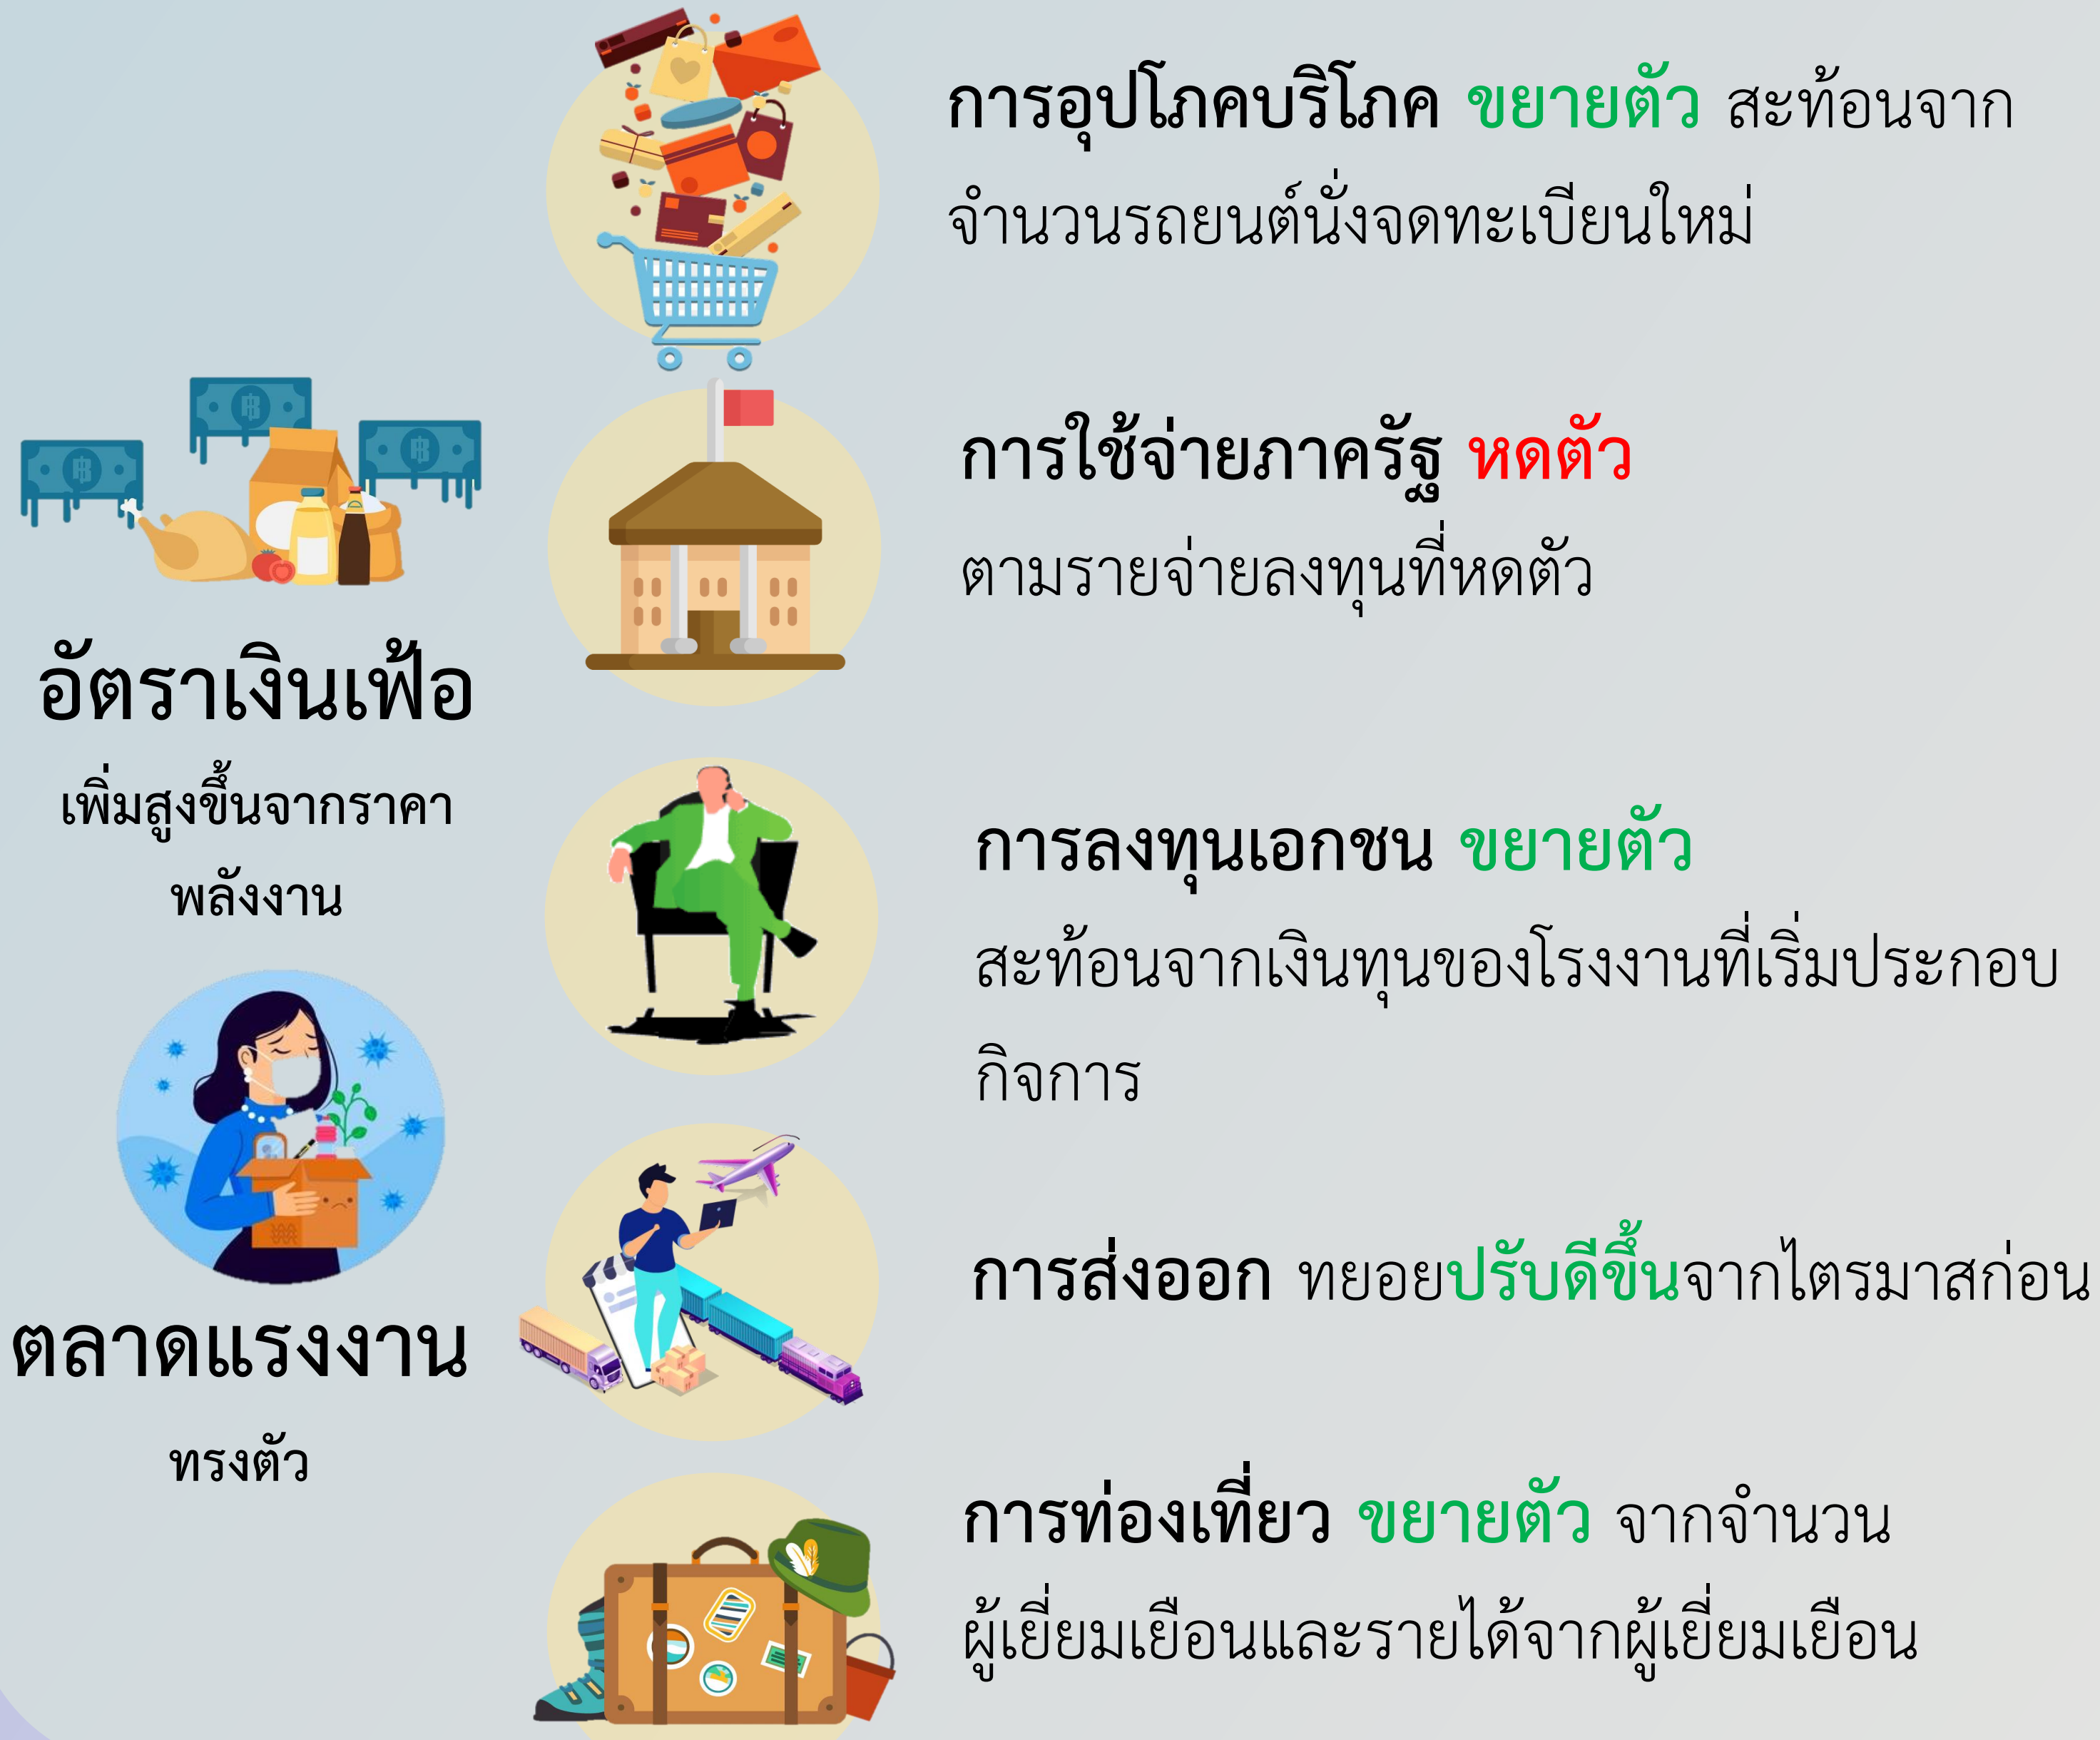 การอุปโภคบริโภค ขยายตัว สะท้อนจาก
จำนวนรถยนต์นั่งจดทะเบียนใหม่
การใช้จ่ายภาครัฐ หดตัว
ตามรายจ่ายลงทุนที่หดตัว
อัตราเงินเฟ้อ
เพิ่มสูงขึ้นจากราคา
พลังงาน
การลงทุนเอกชน ขยายตัว
สะท้อนจากเงินทุนของโรงงานที่เริ่มประกอบ
กิจการ
การส่งออก ทยอยปรับดีขึ้นจากไตรมาสก่อน
ตลาดแรงงาน
ทรงตัว
การท่องเที่ยว ขยายตัว จากจำนวน
ผู้เยี่ยมเยือนและรายได้จากผู้เยี่ยมเยือน